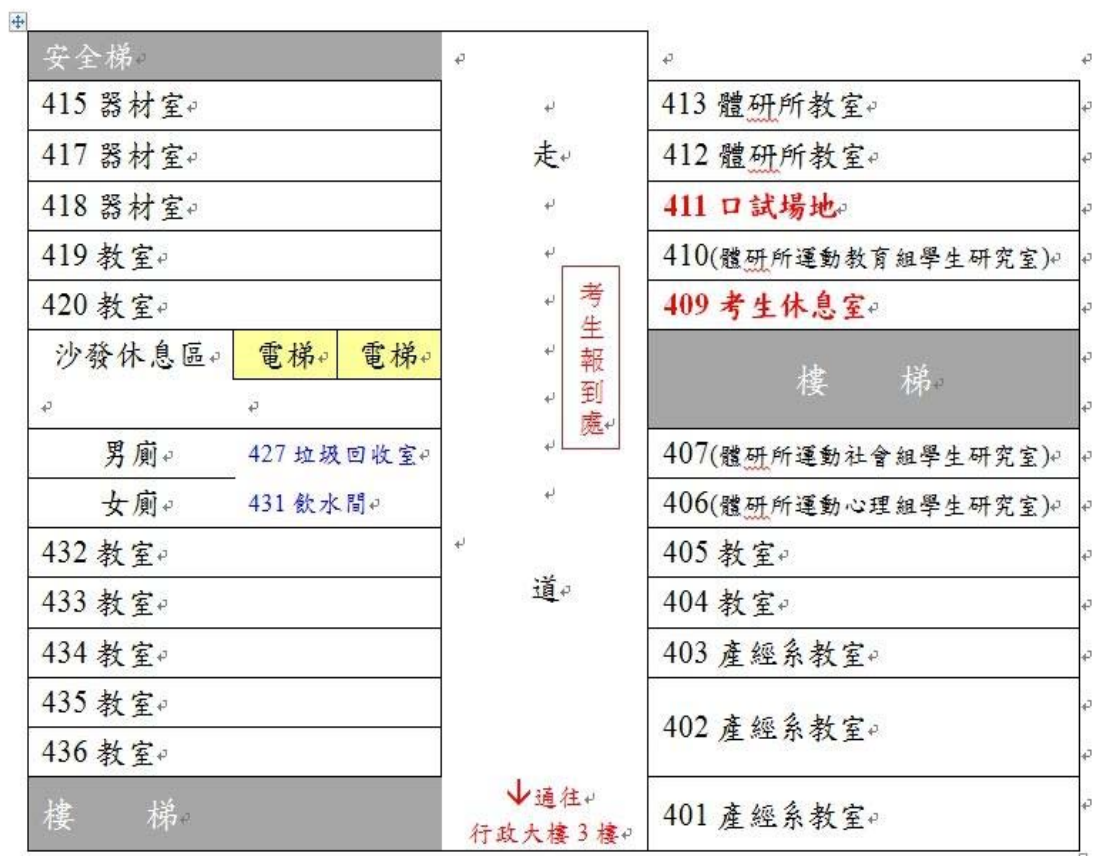 安全梯
415 器材室
413 體研所教室
417 器材室
走
412 體研所教室
418 器材室
411 口試場地
419 教室
410(體研所運動教育組學生研究室)
420 教室
考生報到處
409 考生休息室
沙發休息區
電梯
電梯
樓 梯
男廁
427 垃圾回收室
407(體研所運動社會組學生研究室)
女廁
431 飲水間
406(體研所運動心理組學生研究室)
432 教室
405 教室
433 教室
道
404 教室
434 教室
403 產經系教室
435 教室
402 產經系教室
436 教室
樓 梯
↓通往
行政大樓 3 樓
401 產經系教室